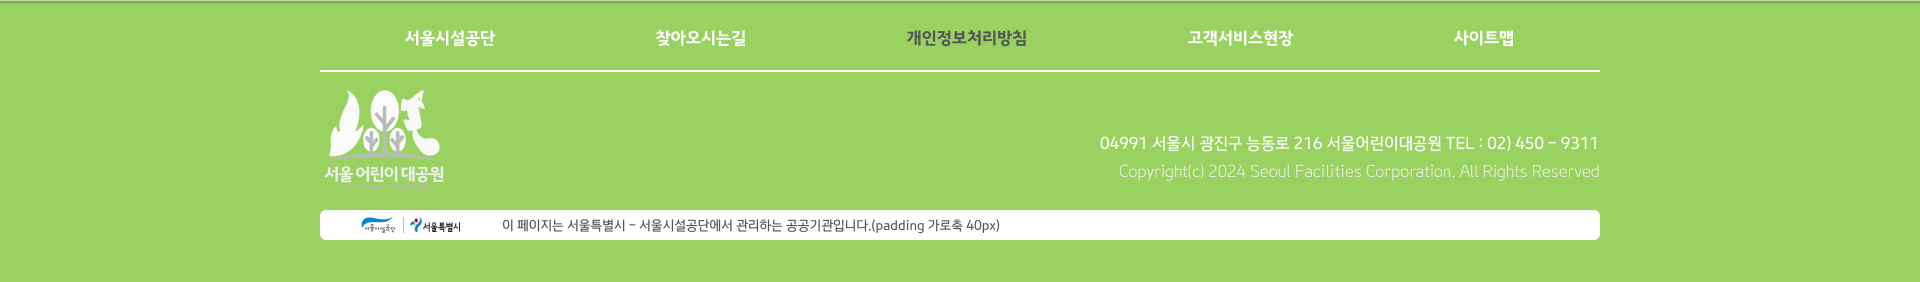 서울시설공단 찾아오시는길 개인정보처리방침 고객서비스현장 사이트맵
서울 어린이 대공원
04991 서울시 광진구 능동로 216 서울어린이대공원 TEL : 02) 450 - 9311
Copyright(c) 2024 Seoul Facilities Corporation. All Rights Reserved
서울시설공단 서울특별시 이 페이지는 서울특별시 - 서울시설공단에서 관리하는 공공기관입니다.(padding 가로축 40px)